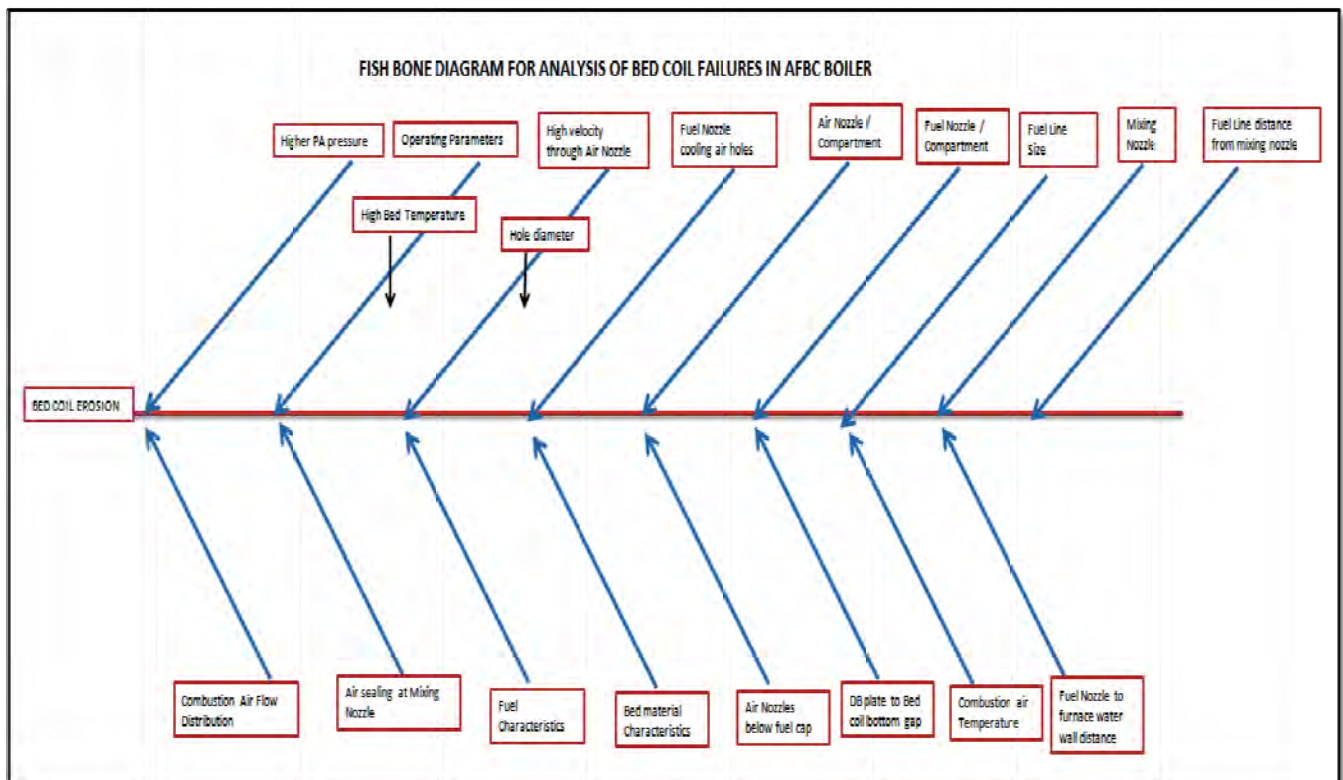 FISH BONE DIAGRAM FOR ANALYSIS OF BED COIL FAILURES IN AFBC BOILER
Higher PA pressure
Operating Parameters
High velocity
through Air Nozzle
Fuel Nozzle
cooling air holes
Air Nozzle /
Compartment
Fuel Nozzle /
Compartment
Fuel Line
Size
Mixing
Nozzle
Fuel Line distance
from mixing nozzle
High Bed Temperature
Hole diameter
BED COIL EROSION
Combustion Air Flow
Distribution
Air sealing at Mixing
Nozzle
Fuel
Characteristics
Bed material
Characteristics
Air Nozzles
below fuel cap
DB plate to Bed
coil bottom gap
Combustion air
Temperature
Fuel Nozzle to
furnace water
wall distance